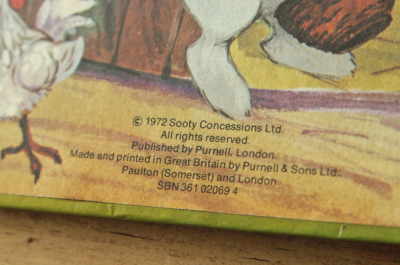 © 1972 Sooty Concessions Ltd.
All rights reserved.
Published by Purnell, London.
Made and printed in Great Britain by Purnell & Sons Ltd.,
Paulton (Somerset) and London.
SBN 361 02069 4